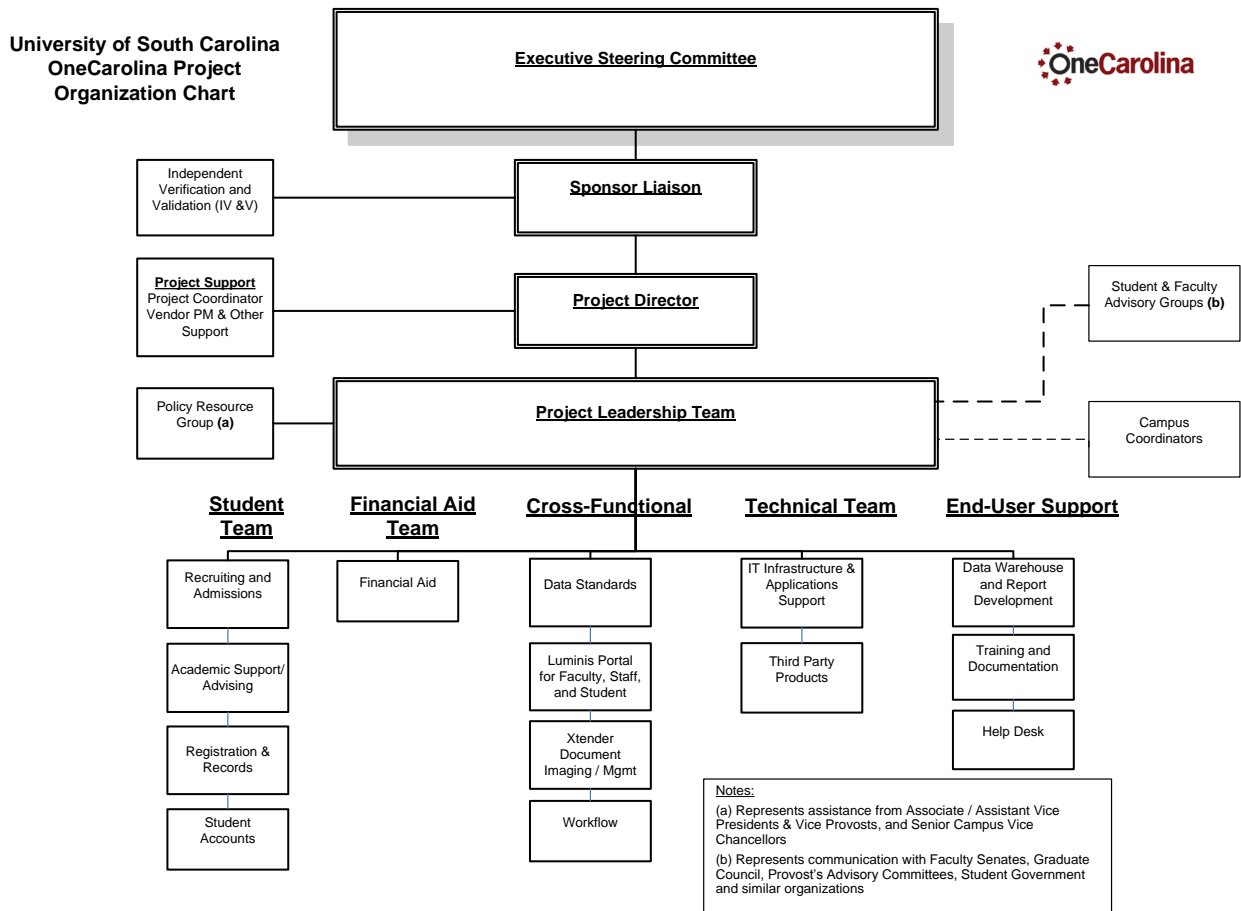 University of South Carolina
OneCarolina Project
Organization Chart
Executive Steering Committee
OneCarolina
Independent
Verification and
Validation (IV &V)
Sponsor Liaison
Project Support
Project Coordinator
Vendor PM & Other
Support
Project Director
Student & Faculty
Advisory Groups (b)
Policy Resource
Group (a)
Project Leadership Team
Campus
Coordinators
Student
Team
Financial Aid
Team
Cross-Functional
Technical Team
End-User Support
Recruiting and
Admissions
Financial Aid
Data Standards
IT Infrastructure &
Applications
Support
Data Warehouse
and Report
Development
Academic Support/
Advising
Luminis Portal
for Faculty, Staff,
and Student
Third Party
Products
Training and
Documentation
Registration &
Records
Xtender
Document
Imaging / Mgmt
Help Desk
Student
Accounts
Workflow
Notes:
(a) Represents assistance from Associate / Assistant Vice
Presidents & Vice Provosts, and Senior Campus Vice
Chancellors
(b) Represents communication with Faculty Senates, Graduate
Council, Provost's Advisory Committees, Student Government
and similar organizations